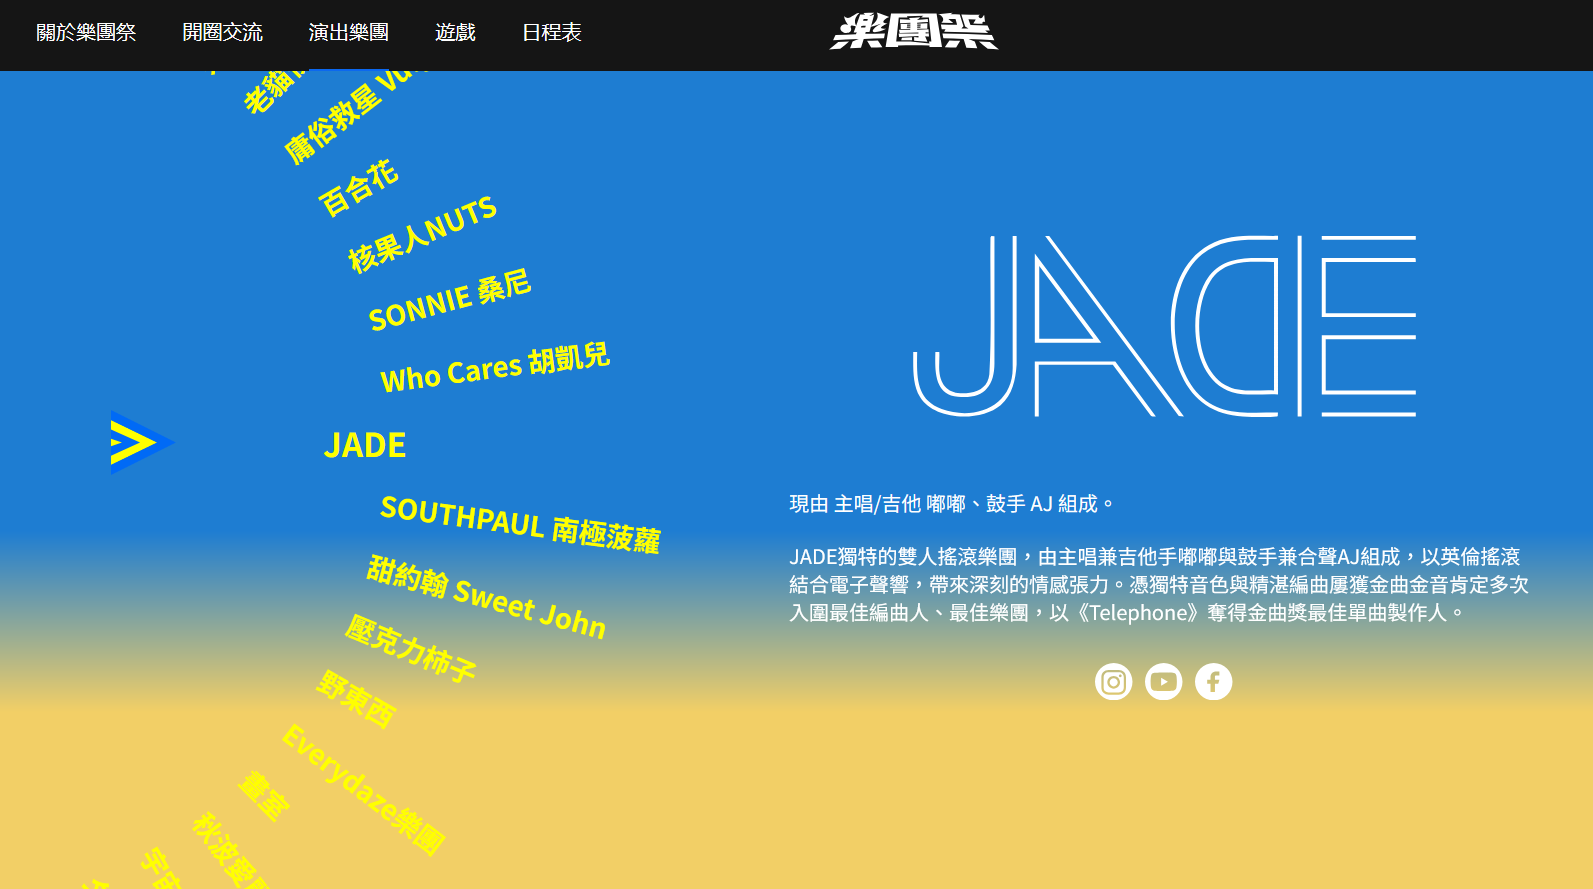 關於樂團祭
開圈交流
演出樂團
遊戲
日程表
樂團祭
老貓
庸俗救星
百合花
核果人NUTS
SONNIE 桑尼
Who Cares 胡凱兒
JADE
SOUTHPAUL 南極菠蘿
甜約翰 Sweet John
壓克力柿子
野東西
Everydaze樂團
畫室
秋波愛
宇宙
JADE
現由 主唱/吉他 嘟嘟、鼓手 AJ 組成。
JADE獨特的雙人搖滾樂團，由主唱兼吉他手嘟嘟與鼓手兼合聲AJ組成，以英倫搖滾
結合電子聲響，帶來深刻的情感張力。憑獨特音色與精湛編曲屢獲金曲金音肯定多次
入圍最佳編曲人、最佳樂團，以《Telephone》奪得金曲獎最佳單曲製作人。